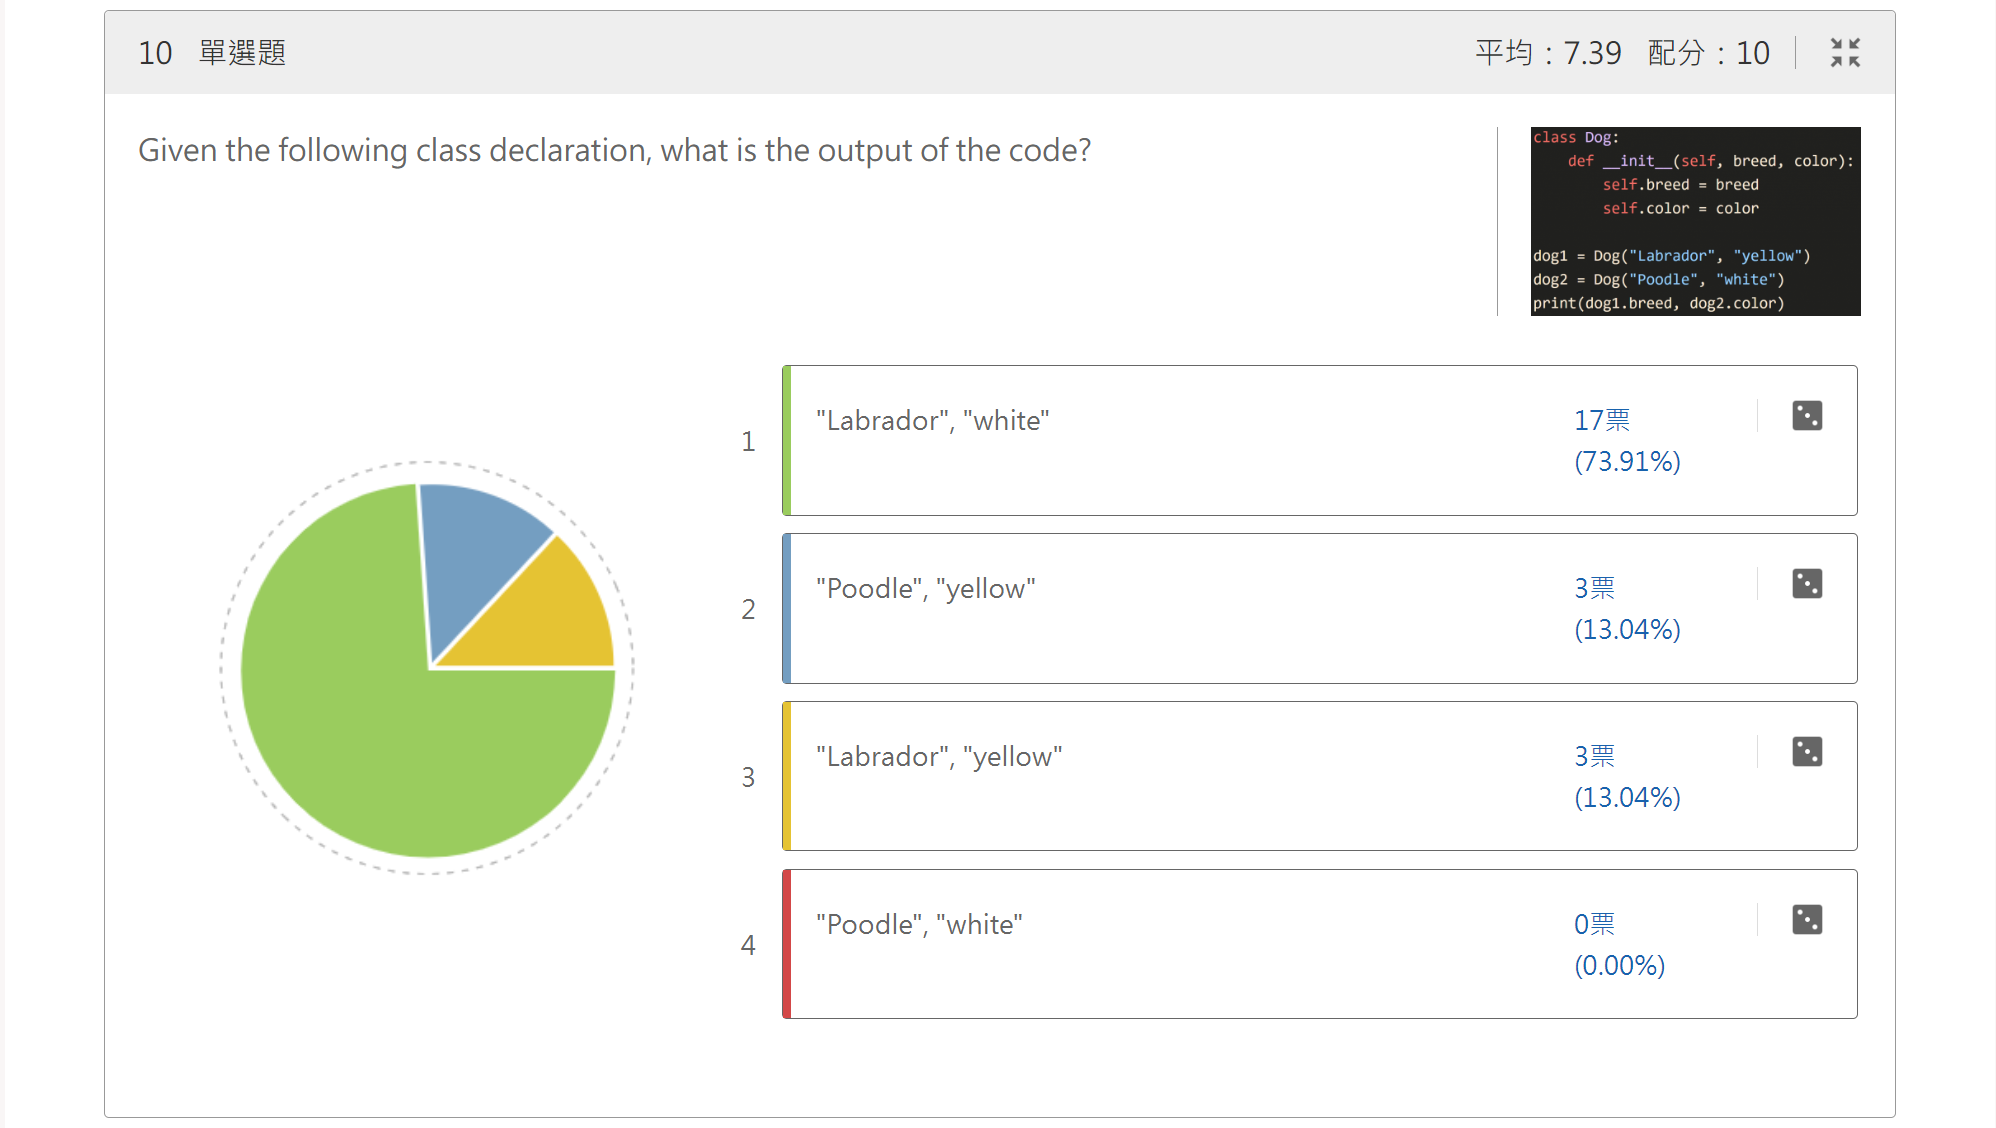 10 單選題
平均：7.39 配分：10
Given the following class declaration, what is the output of the code?
class Dog:
    def __init__(self, breed, color):
        self.breed = breed
        self.color = color
dog1 = Dog("Labrador", "yellow")
dog2 = Dog("Poodle", "white")
print(dog1.breed, dog2.color)
1
"Labrador", "white"
17票
(73.91%)
2
"Poodle", "yellow"
3票
(13.04%)
3
"Labrador", "yellow"
3票
(13.04%)
4
"Poodle", "white"
0票
(0.00%)